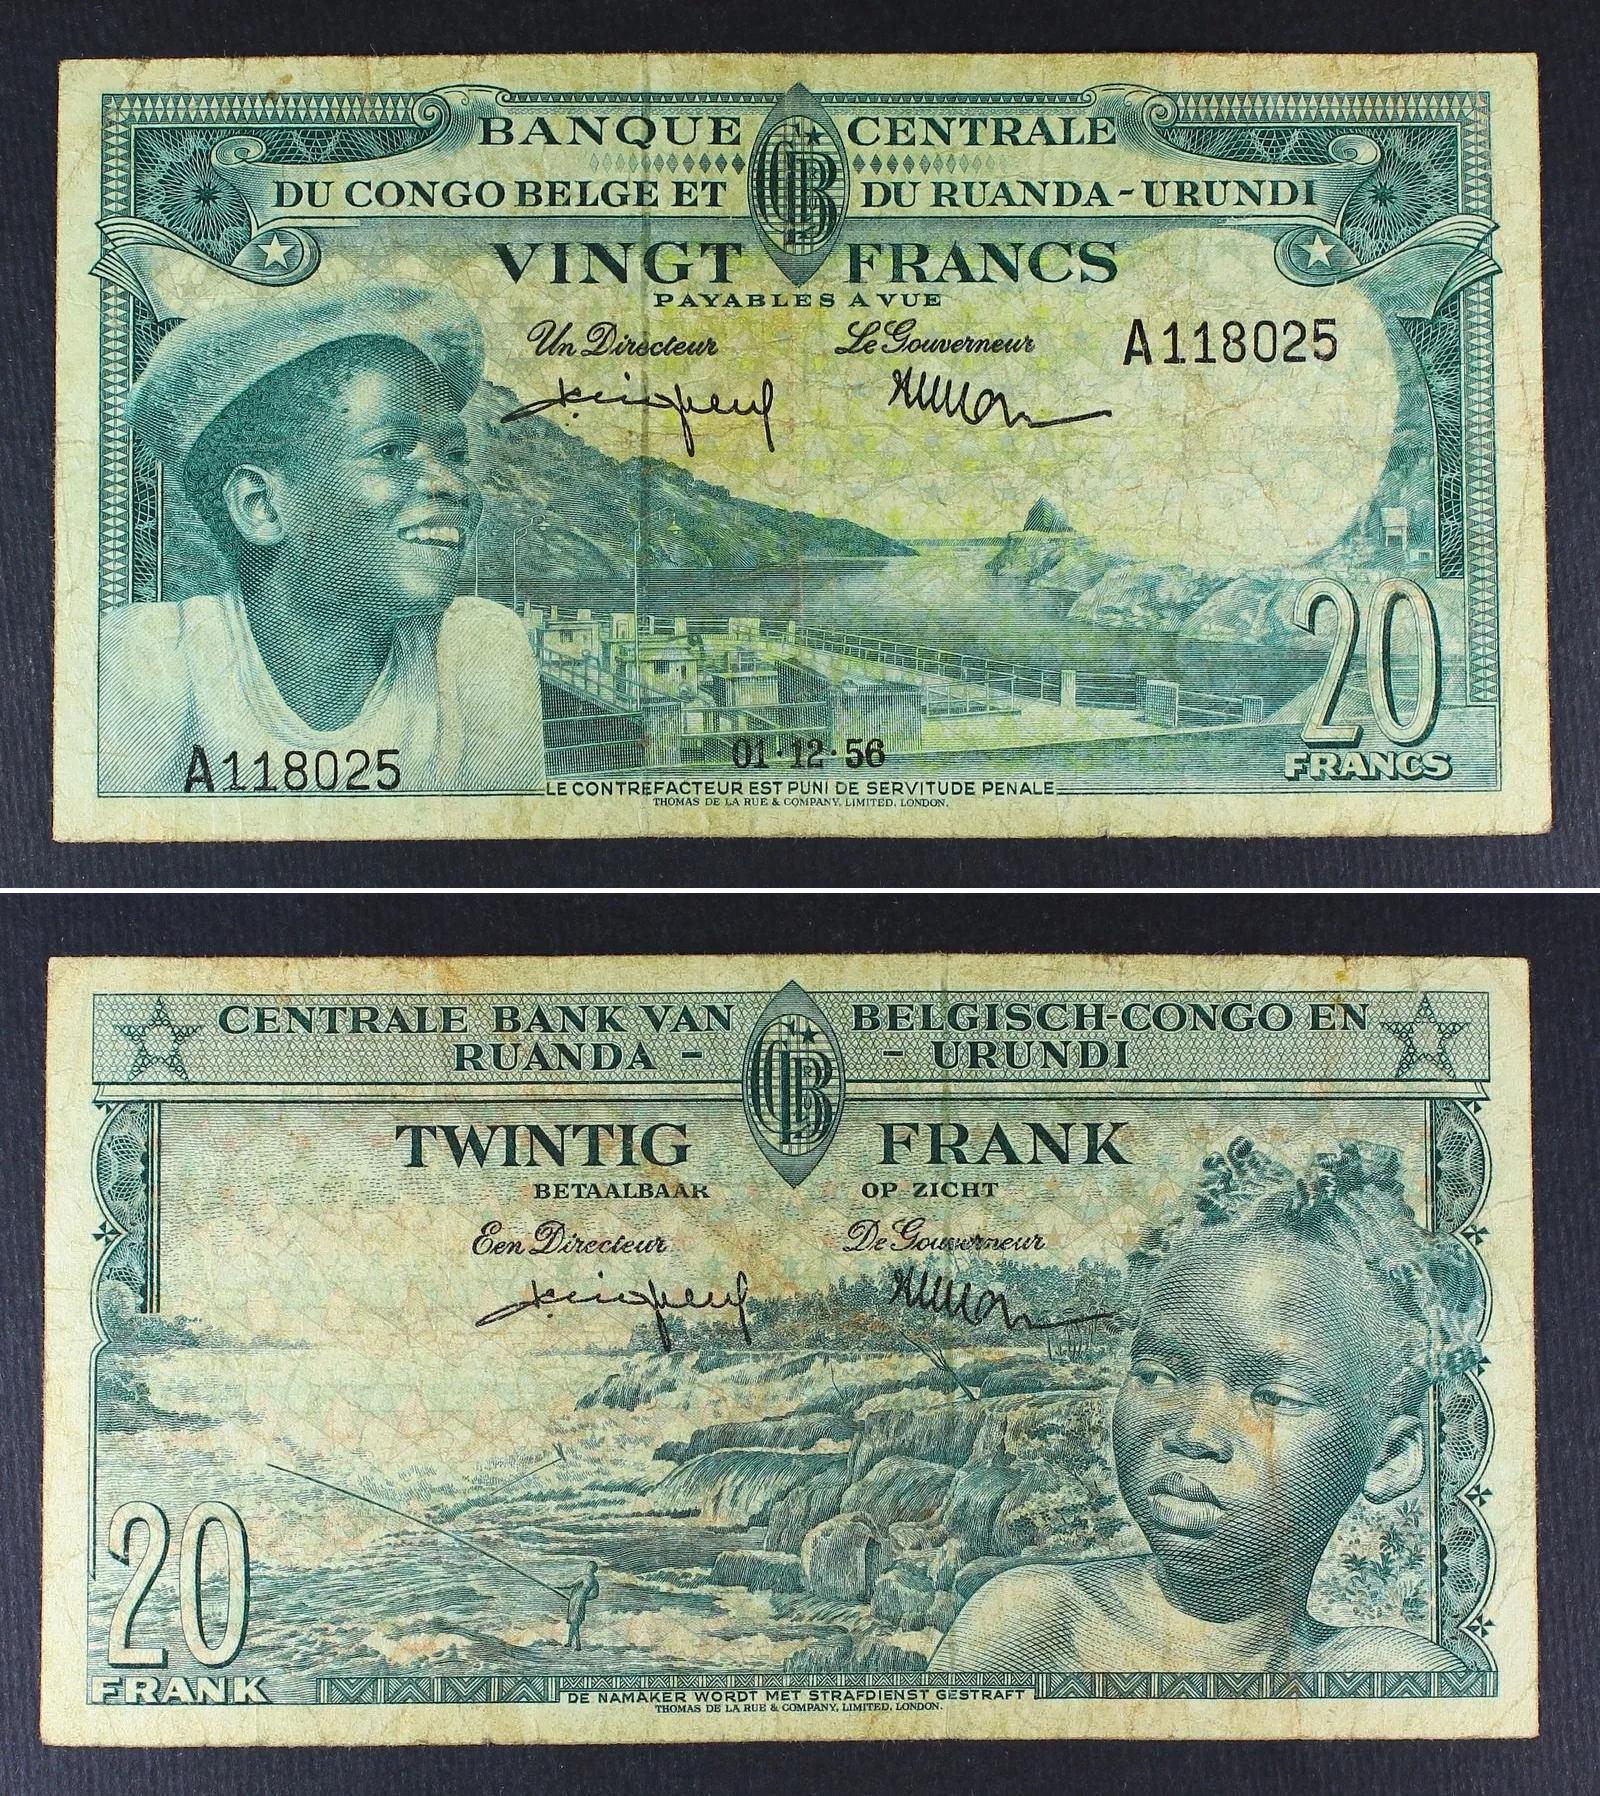 BANQUE CENTRALE
DU CONGO BELGE ET DU RUANDA-URUNDI
VINGT FRANCS
PAYABLES A VUE
Un Directeur Le Gouverneur
A118025
20
FRANCS
A118025
01·12·56
LE CONTREFACTEUR EST PUNI DE SERVITUDE PENALE
THOMAS DE LA RUE & COMPANY, LIMITED, LONDON.
CENTRALE BANK VAN BELGISCH-CONGO EN
RUANDA - - URUNDI
TWINTIG FRANK
BETAALBAAR OP ZICHT
Een Directeur De Gouverneur
20
FRANK
DE NAMAKER WORDT MET STRAFDIENST GESTRAFT
THOMAS DE LA RUE & COMPANY, LIMITED, LONDON.